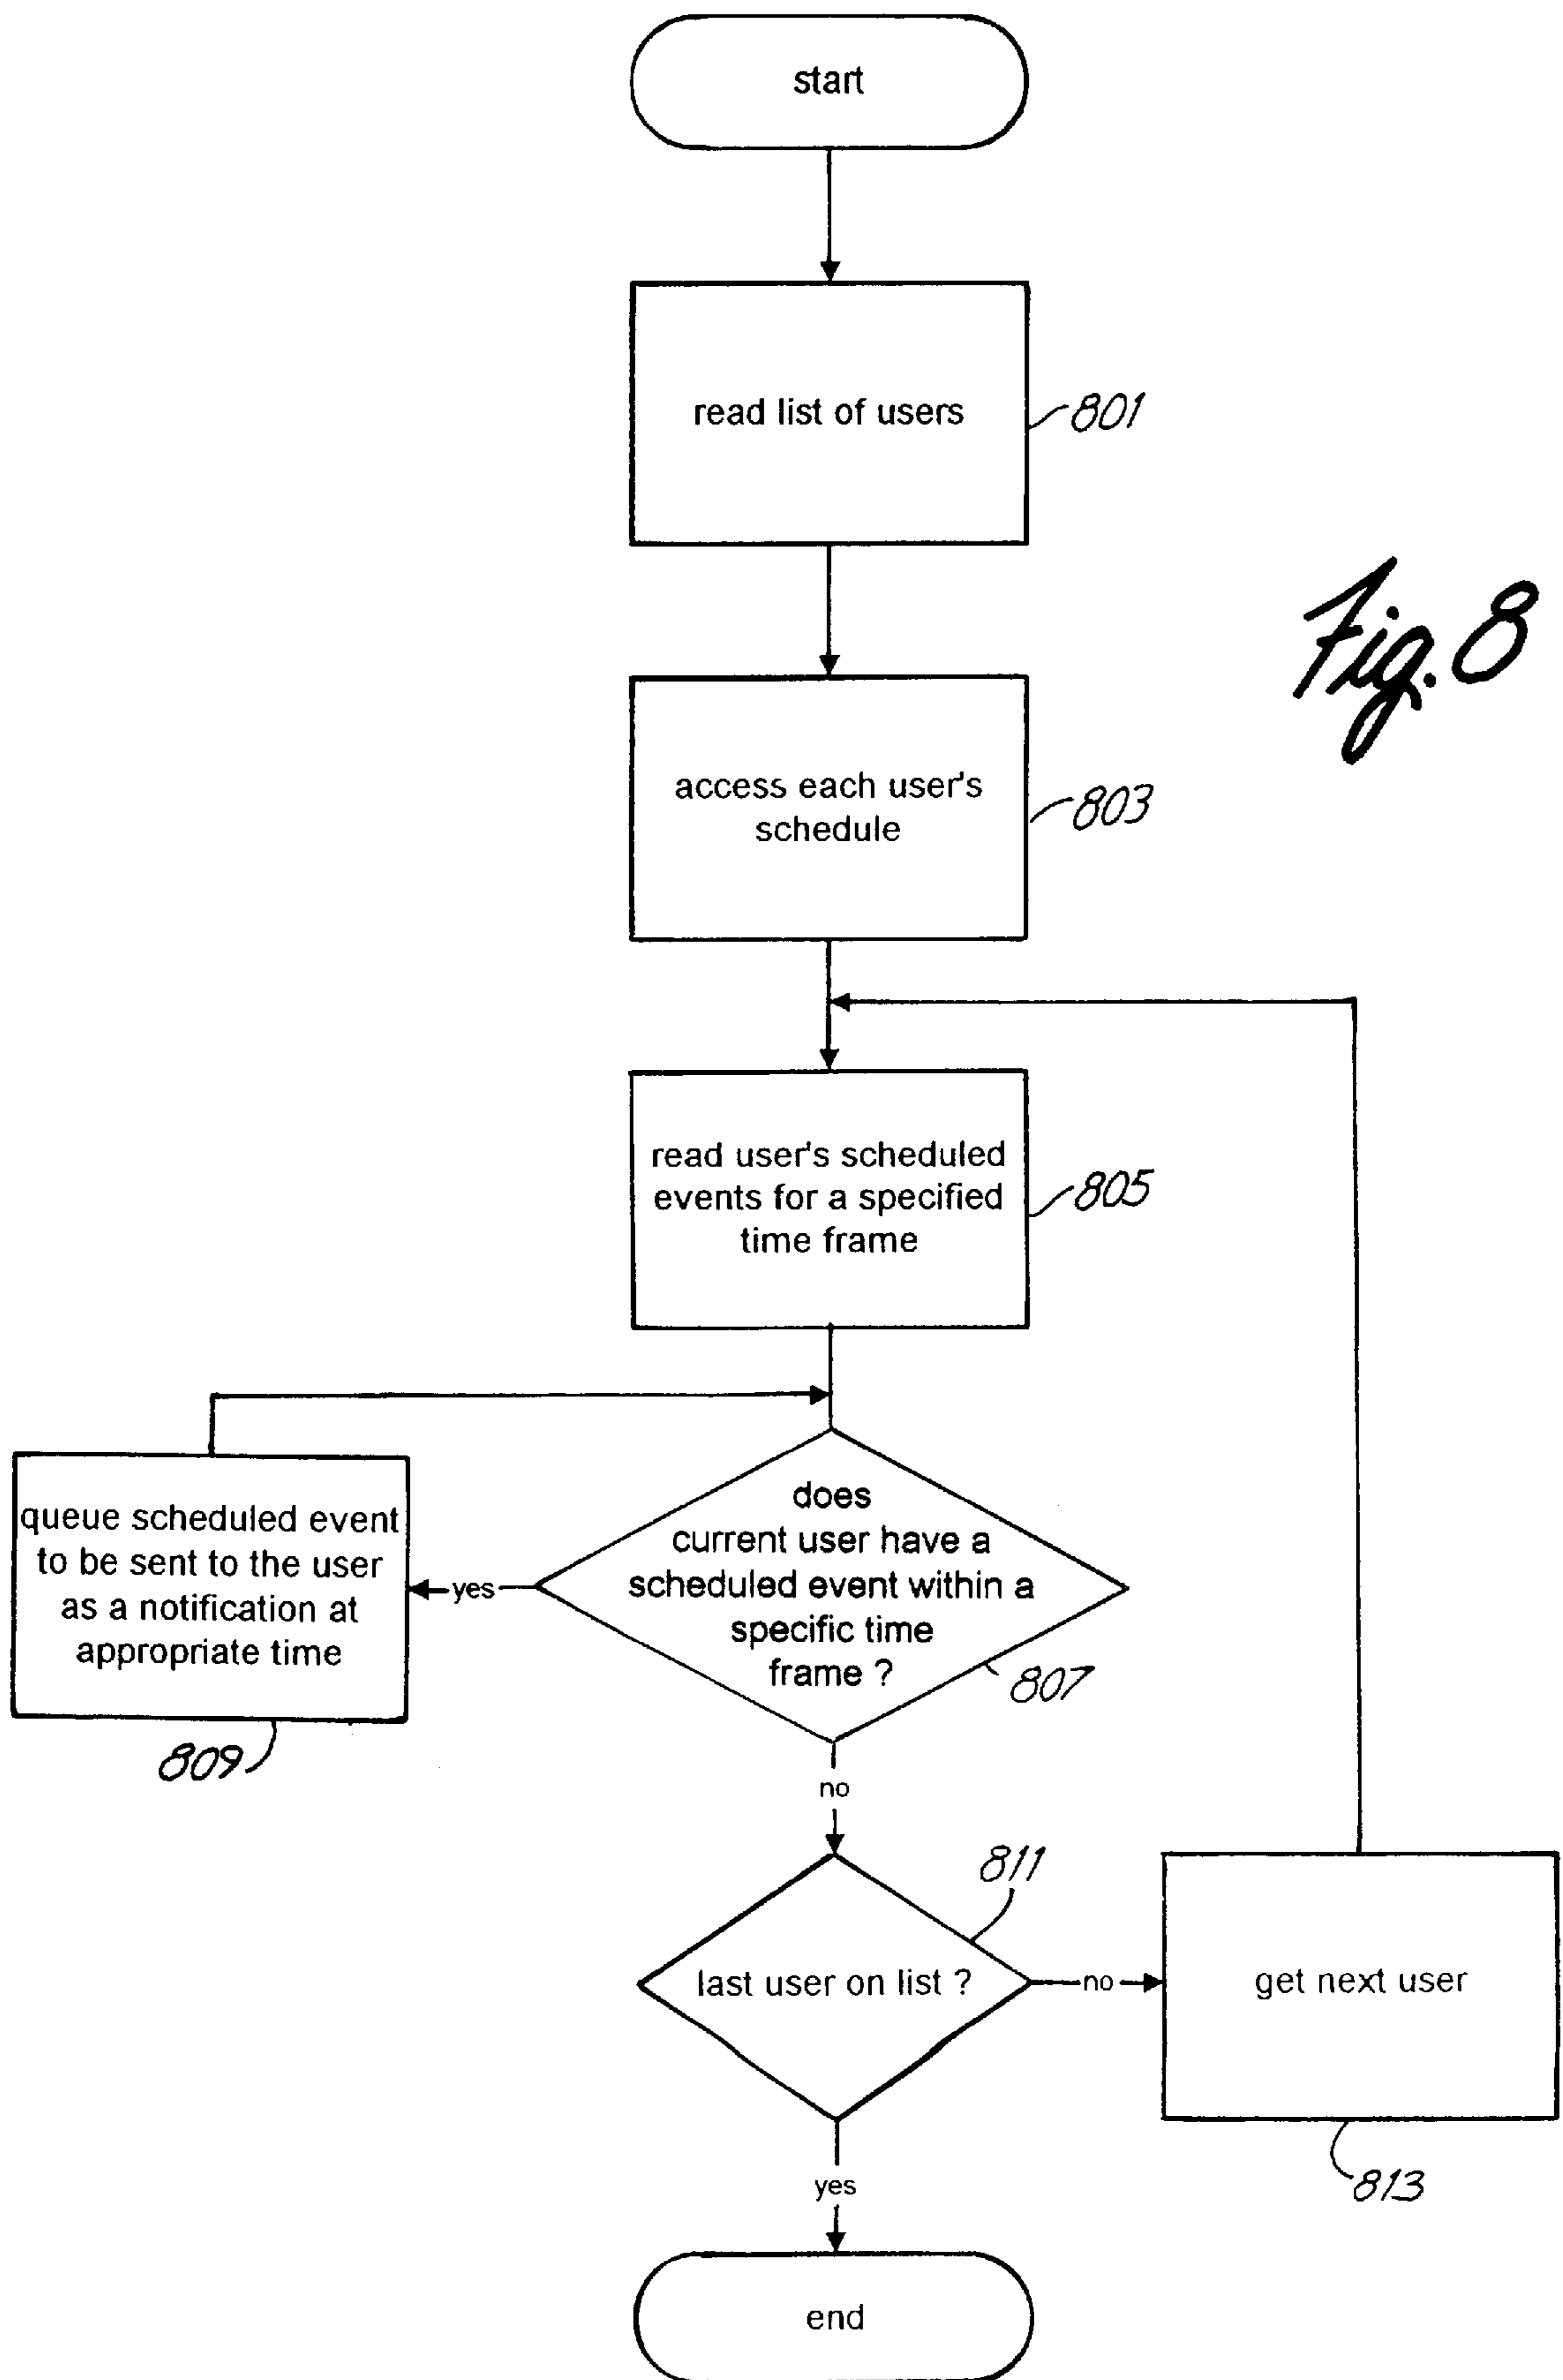 start
read list of users
801
Fig. 8
access each user's
schedule
803
read user's scheduled
events for a specified
time frame
805
queue scheduled event
to be sent to the user
as a notification at
appropriate time
809
yes
does
current user have a
scheduled event within a
specific time
frame ?
807
no
811
last user on list ?
no
get next user
813
yes
end